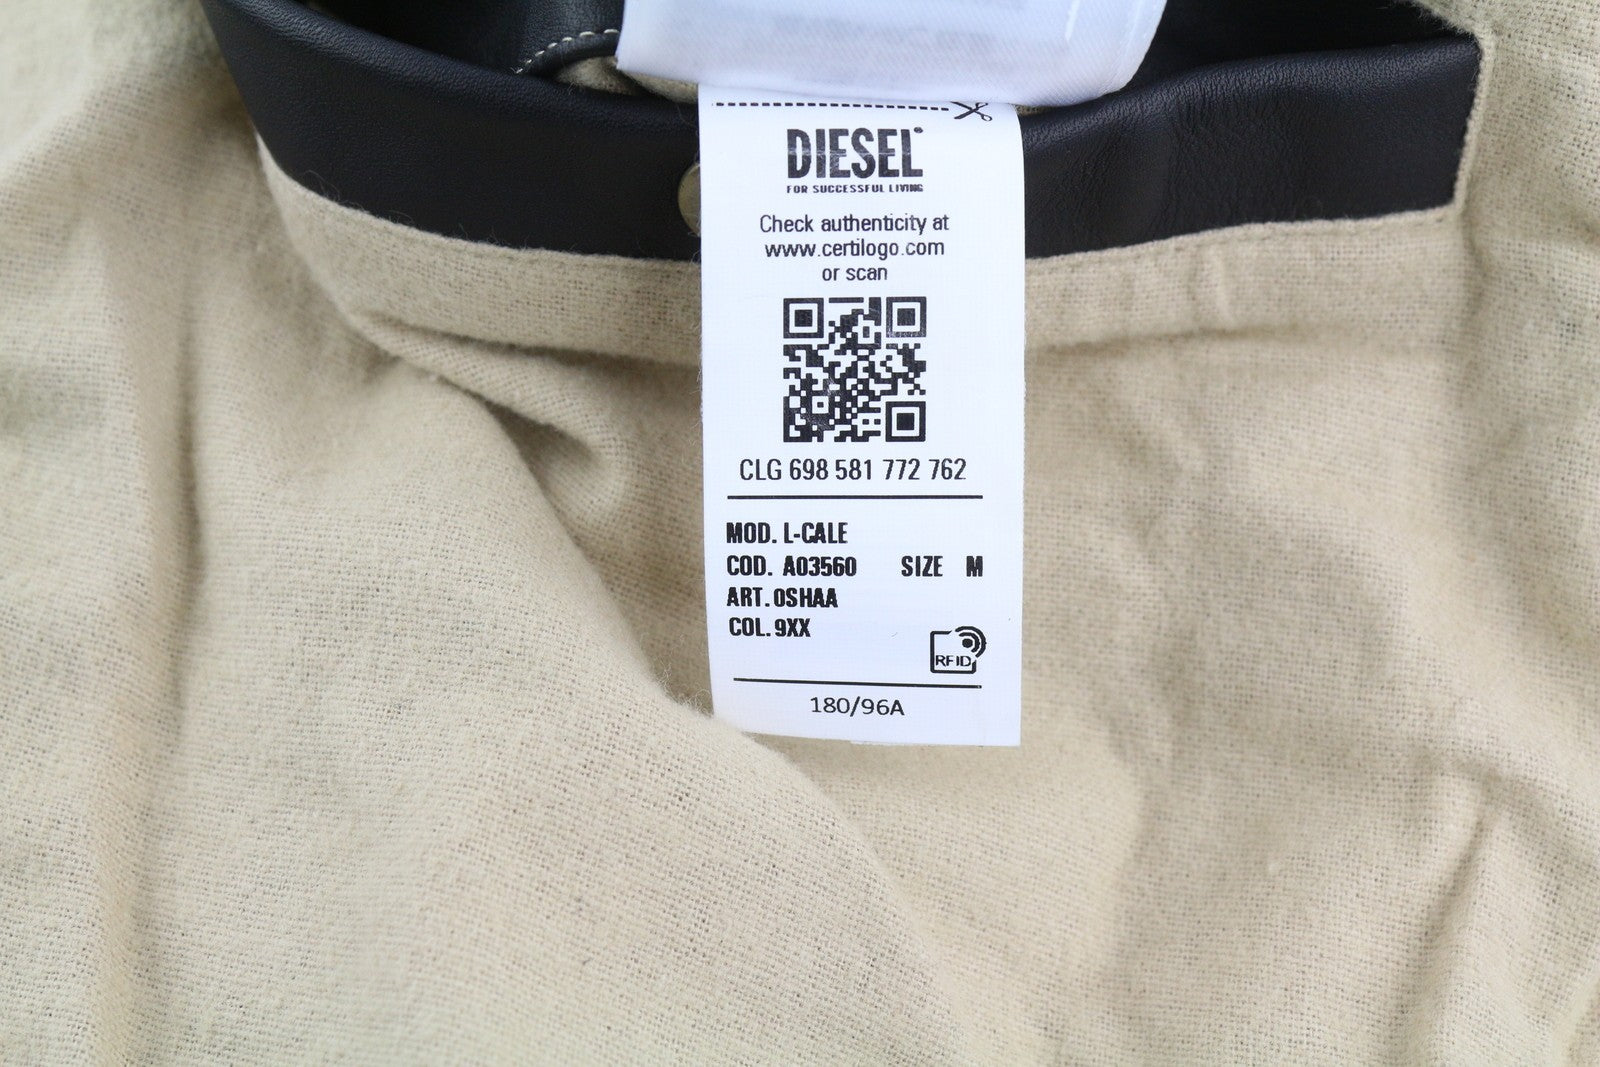 DIESEL
FOR SUCCESSFUL LIVING
Check authenticity at
www.certilogo.com
or scan
CLG 698 581 772 762
MOD. L-CALE
COD. A03560 SIZE M
ART. 0SHAA
COL. 9XX
RFID
180/96A